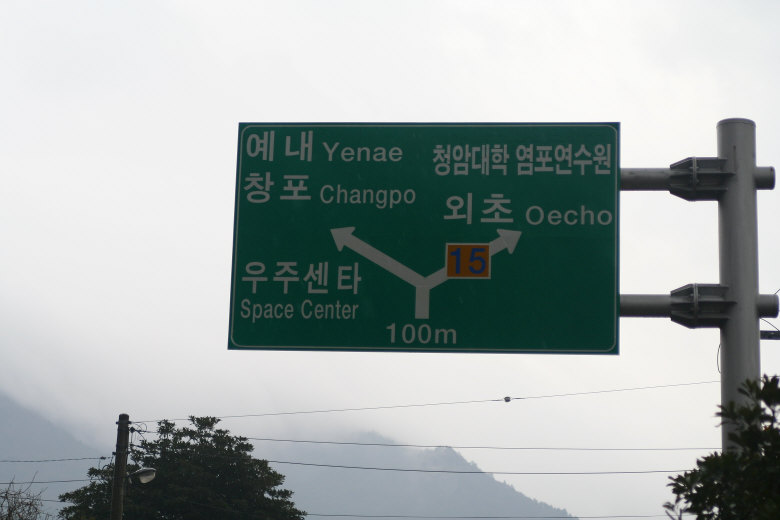 예내 Yenae
창포 Changpo
청암대학 염포연수원
외초 Oecho
15
우주센타
Space Center
100m